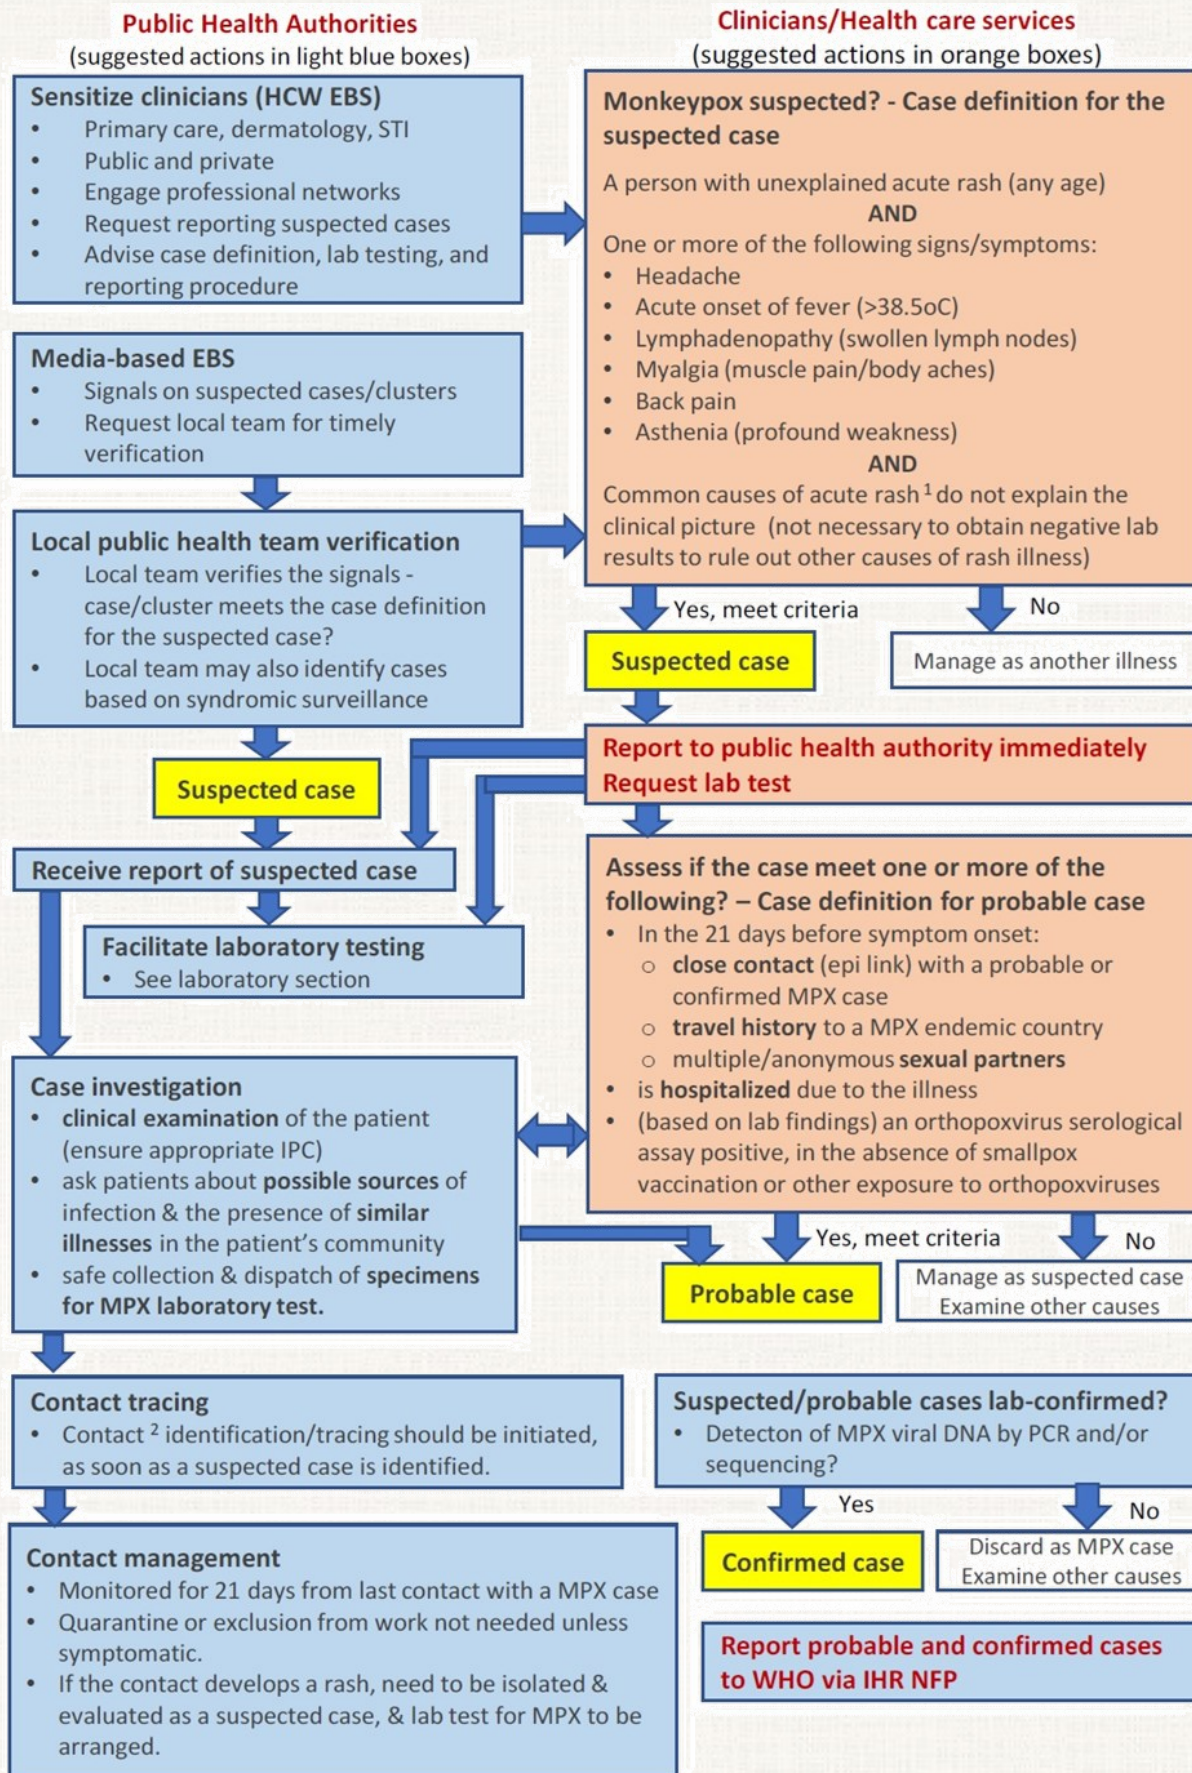 Public Health Authorities
(suggested actions in light blue boxes)
Sensitize clinicians (HCW EBS)
• Primary care, dermatology, STI
• Public and private
• Engage professional networks
• Request reporting suspected cases
• Advise case definition, lab testing, and
reporting procedure
Media-based EBS
• Signals on suspected cases/clusters
• Request local team for timely
verification
Local public health team verification
• Local team verifies the signals -
case/cluster meets the case definition
for the suspected case?
• Local team may also identify cases
based on syndromic surveillance
Suspected case
Receive report of suspected case
Facilitate laboratory testing
• See laboratory section
Case investigation
• clinical examination of the patient
(ensure appropriate IPC)
• ask patients about possible sources of
infection & the presence of similar
illnesses in the patient's community
• safe collection & dispatch of specimens
for MPX laboratory test.
Contact tracing
• Contact ² identification/tracing should be initiated,
as soon as a suspected case is identified.
Contact management
• Monitored for 21 days from last contact with a MPX case
• Quarantine or exclusion from work not needed unless
symptomatic.
• If the contact develops a rash, need to be isolated &
evaluated as a suspected case, & lab test for MPX to be
arranged.
Clinicians/Health care services
(suggested actions in orange boxes)
Monkeypox suspected? - Case definition for the
suspected case
A person with unexplained acute rash (any age)
AND
One or more of the following signs/symptoms:
• Headache
• Acute onset of fever (>38.5oC)
• Lymphadenopathy (swollen lymph nodes)
• Myalgia (muscle pain/body aches)
• Back pain
• Asthenia (profound weakness)
AND
Common causes of acute rash ¹ do not explain the
clinical picture (not necessary to obtain negative lab
results to rule out other causes of rash illness)
Yes, meet criteria
No
Suspected case
Manage as another illness
Report to public health authority immediately
Request lab test
Assess if the case meet one or more of the
following? – Case definition for probable case
• In the 21 days before symptom onset:
o close contact (epi link) with a probable or
confirmed MPX case
o travel history to a MPX endemic country
o multiple/anonymous sexual partners
• is hospitalized due to the illness
• (based on lab findings) an orthopoxvirus serological
assay positive, in the absence of smallpox
vaccination or other exposure to orthopoxviruses
Yes, meet criteria
No
Probable case
Manage as suspected case
Examine other causes
Suspected/probable cases lab-confirmed?
• Detecton of MPX viral DNA by PCR and/or
sequencing?
Yes
No
Confirmed case
Discard as MPX case
Examine other causes
Report probable and confirmed cases
to WHO via IHR NFP